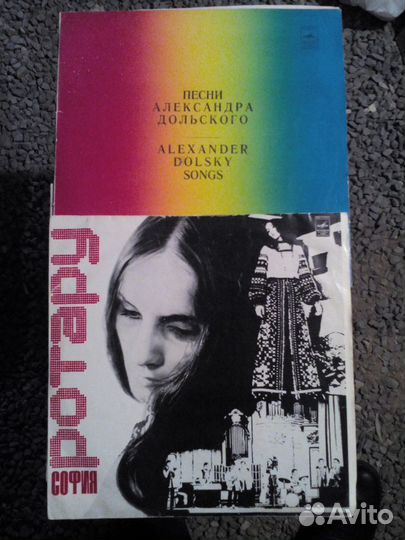 ПЕСНИ
АЛЕКСАНДРА
ДОЛЬСКОГО
ALEXANDER
DOLSKY
SONGS
РОТАРУ
СОФИЯ
Avito